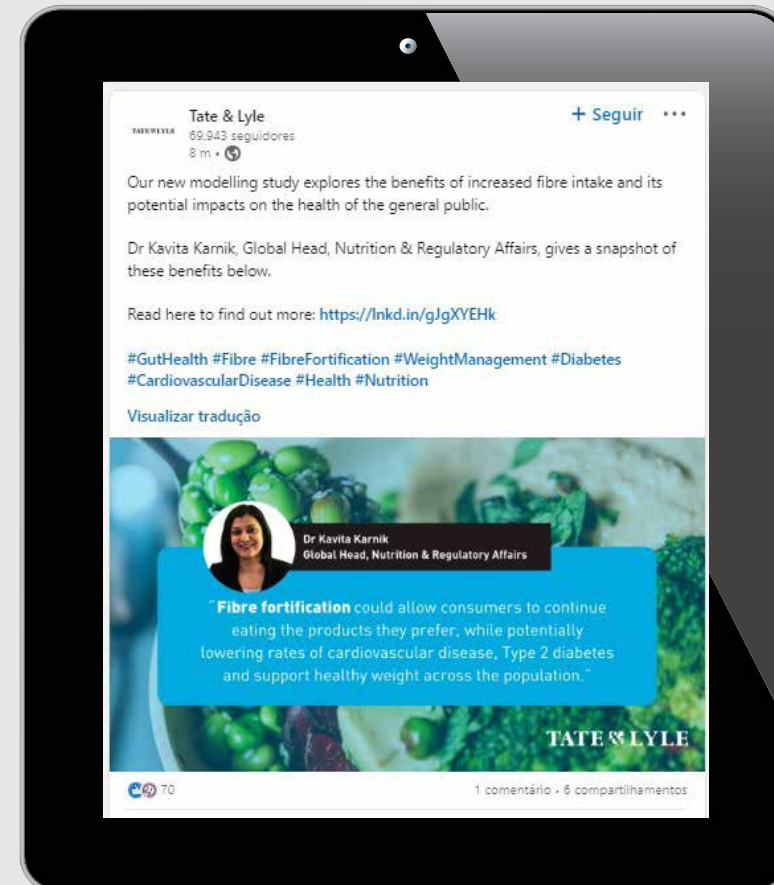 Tate & Lyle
+ Seguir
TATE & LYLE
69.943 seguidores
8 m •
Our new modelling study explores the benefits of increased fibre intake and its
potential impacts on the health of the general public.
Dr Kavita Karnik, Global Head, Nutrition & Regulatory Affairs, gives a snapshot of
these benefits below.
Read here to find out more: https://lnkd.in/gJgXYEHk
#GutHealth #Fibre #FibreFortification #WeightManagement #Diabetes
#CardiovascularDisease #Health #Nutrition
Visualizar tradução
Dr Kavita Karnik
Global Head, Nutrition & Regulatory Affairs
"Fibre fortification could allow consumers to continue
eating the products they prefer, while potentially
lowering rates of cardiovascular disease, Type 2 diabetes
and support healthy weight across the population."
TATE & LYLE
70
1 comentário • 6 compartilhamentos